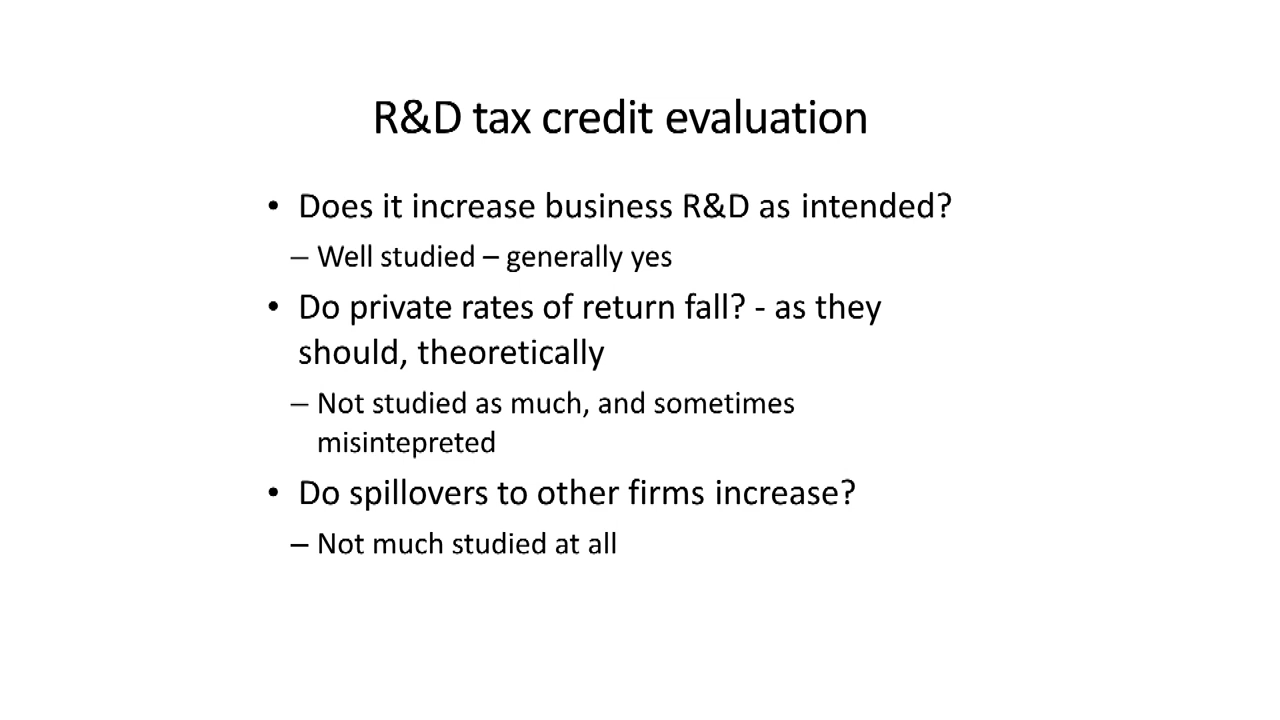 R&D tax credit evaluation
• Does it increase business R&D as intended?
– Well studied – generally yes
• Do private rates of return fall? - as they
should, theoretically
– Not studied as much, and sometimes
misintepreted
• Do spillovers to other firms increase?
– Not much studied at all